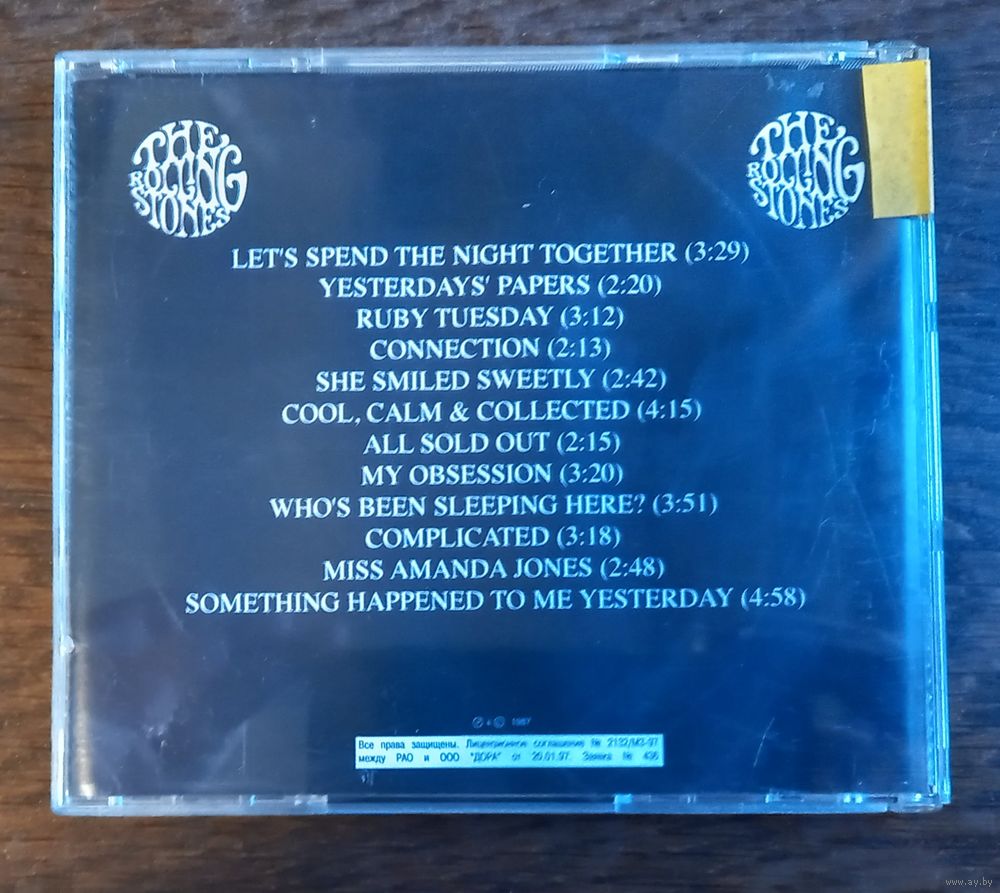 THE ROLLING STONES
THE ROLLING STONES
LET'S SPEND THE NIGHT TOGETHER (3:29)
YESTERDAYS' PAPERS (2:20)
RUBY TUESDAY (3:12)
CONNECTION (2:13)
SHE SMILED SWEETLY (2:42)
COOL, CALM & COLLECTED (4:15)
ALL SOLD OUT (2:15)
MY OBSESSION (3:20)
WHO'S BEEN SLEEPING HERE? (3:51)
COMPLICATED (3:18)
MISS AMANDA JONES (2:48)
SOMETHING HAPPENED TO ME YESTERDAY (4:58)
℗ + © 1967
Все права защищены. Лицензионное соглашение № 2132/МЗ-97
между РАО и ООО "ДОРА" от 20.01.97. Заявка № 436
www.ay.by